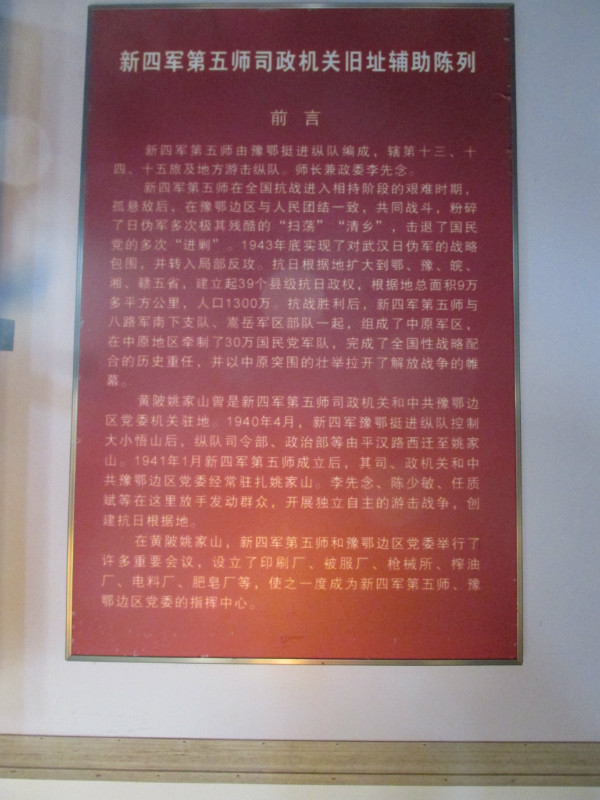 新四军第五师司政机关旧址辅助陈列
前 言
新四军第五师由豫鄂挺进纵队编成，辖第十三、十
四、十五旅及地方游击纵队。师长兼政委李先念。
新四军第五师在全国抗战进入相持阶段的艰难时期，
孤悬敌后，在豫鄂边区与人民团结一致，共同战斗，粉碎
了日伪军多次极其残酷的“扫荡”“清乡”，击退了国民
党的多次“进剿”。1943年底实现了对武汉日伪军的战略
包围，并转入局部反攻。抗日根据地扩大到鄂、豫、皖、
湘、赣五省，建立起39个县级抗日政权，根据地总面积9万
多平方公里，人口1300万。抗战胜利后，新四军第五师与
八路军南下支队、嵩岳军区部队一起，组成了中原军区，
在中原地区牵制了30万国民党军队，完成了全国性战略配
合的历史重任，并以中原突围的壮举拉开了解放战争的帷
幕。
黄陂姚家山曾是新四军第五师司政机关和中共豫鄂边
区党委机关驻地。1940年4月，新四军豫鄂挺进纵队控制
大小悟山后，纵队司令部、政治部等由平汉路西迁至姚家
山。1941年1月新四军第五师成立后，其司、政机关和中
共豫鄂边区党委经常驻扎姚家山。李先念、陈少敏、任质
斌等在这里放手发动群众，开展独立自主的游击战争，创
建抗日根据地。
在黄陂姚家山，新四军第五师和豫鄂边区党委举行了
许多重要会议，设立了印刷厂、被服厂、枪械所、榨油
厂、电料厂、肥皂厂等，使之一度成为新四军第五师、豫
鄂边区党委的指挥中心。